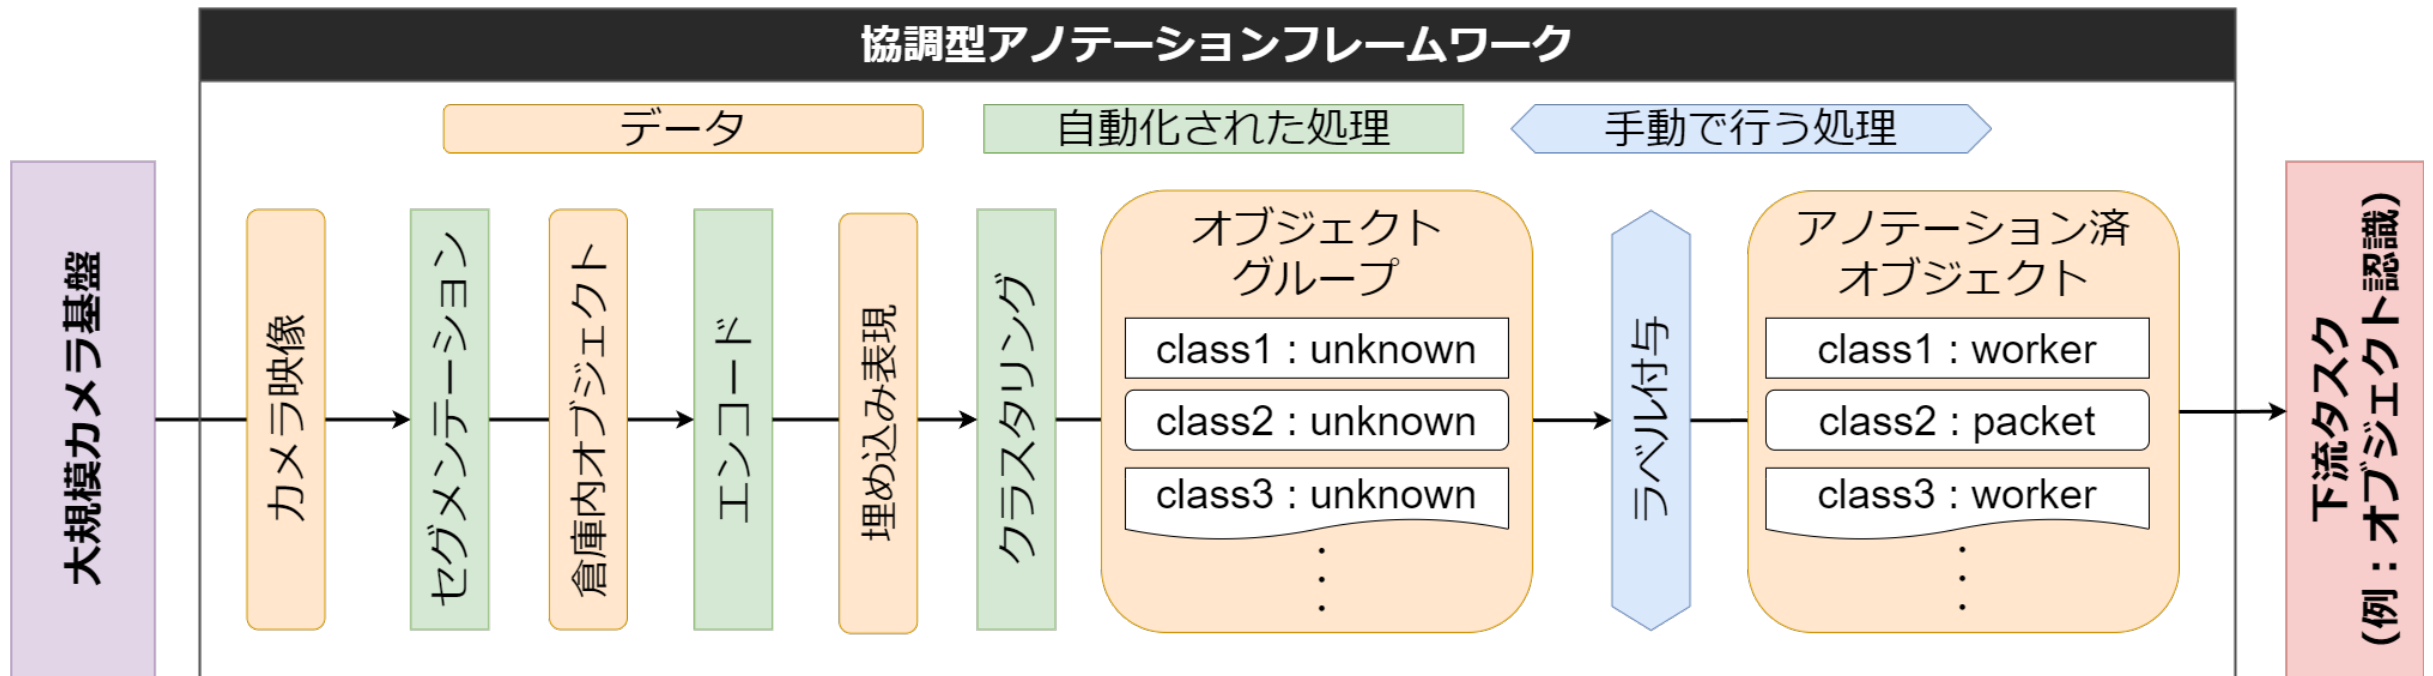 協調型アノテーションフレームワーク
データ
自動化された処理
手動で行う処理
大規模カメラ基盤
カメラ映像
セグメンテーション
倉庫内オブジェクト
エンコード
埋め込み表現
クラスタリング
オブジェクト
グループ
class1 : unknown
class2 : unknown
class3 : unknown
ラベル付与
アノテーション済
オブジェクト
class1 : worker
class2 : packet
class3 : worker
下流タスク
(例：オブジェクト認識)